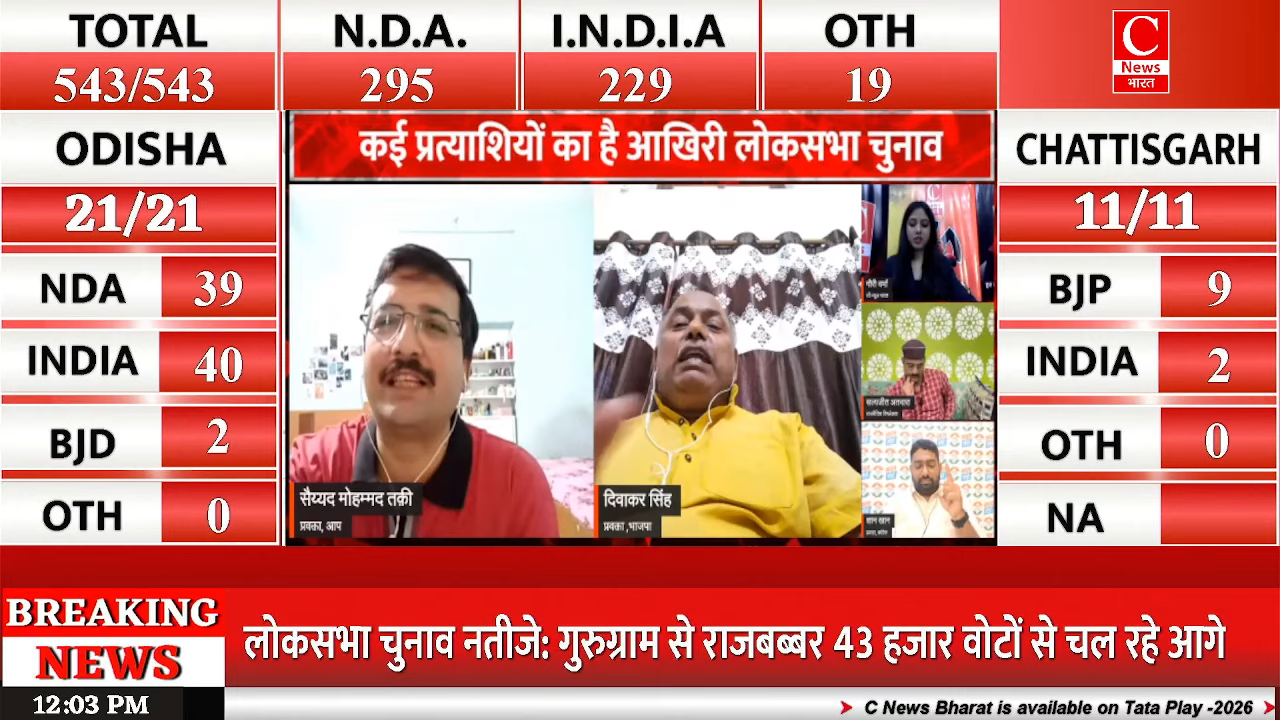 TOTAL
543/543
N.D.A.
295
I.N.D.I.A
229
OTH
19
C
News
भारत
ODISHA
21/21
NDA 39
INDIA 40
BJD 2
OTH 0
कई प्रत्याशियों का है आखिरी लोकसभा चुनाव
सैय्यद मोहम्मद तक़ी
प्रवक्ता, आप
दिवाकर सिंह
प्रवक्ता ,भाजपा
गौरी वर्मा
CHATTISGARH
11/11
BJP 9
INDIA 2
OTH 0
NA
BREAKING
NEWS
लोकसभा चुनाव नतीजे: गुरुग्राम से राजबब्बर 43 हजार वोटों से चल रहे आगे
12:03 PM
C News Bharat is available on Tata Play -2026